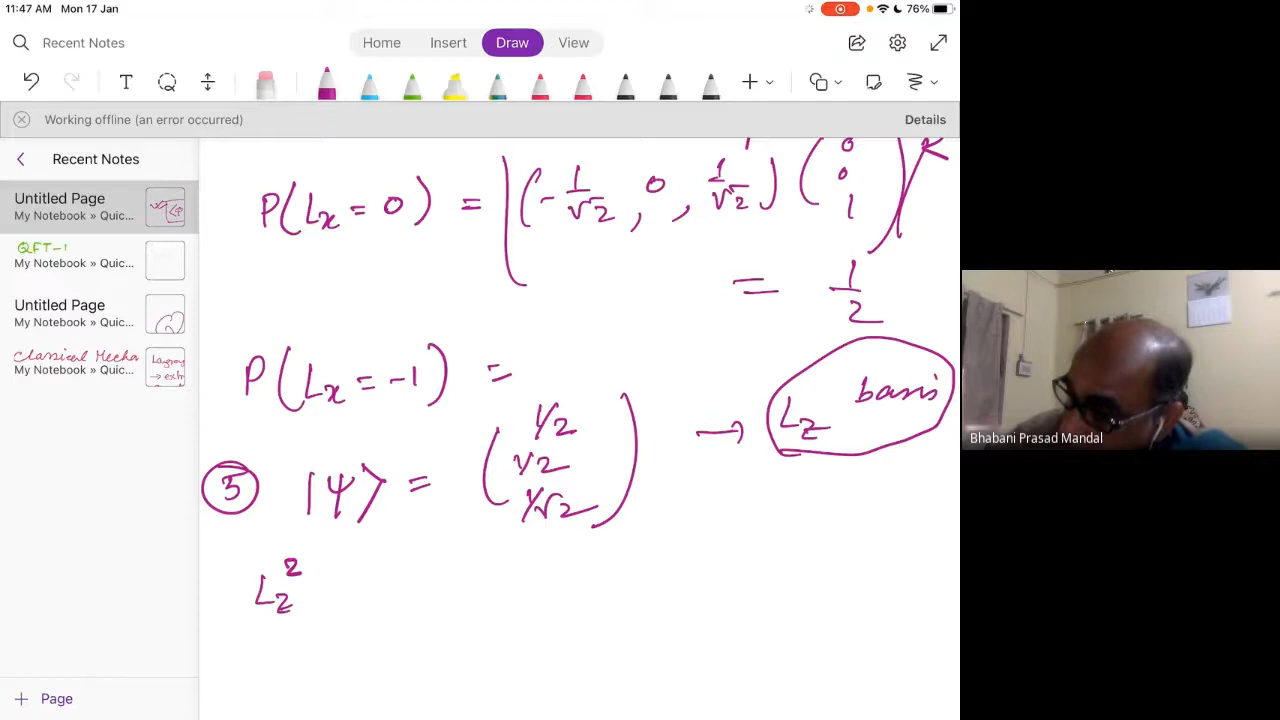 11:47 AM Mon 17 Jan
76%
Recent Notes
Home Insert Draw View
Working offline (an error occurred)
Details
Recent Notes
Untitled Page
My Notebook » Quic...
QFT-1
My Notebook » Quic...
Untitled Page
My Notebook » Quic...
Classical Mecha
My Notebook » Quic...
Page
P(Lx = 0) = |(-1/√2, 0, 1/√2) (0 0 1)|
= 1/2
P(Lx = -1) =
⑤ |ψ> = (1/2 1/2 1/√2) → Lz basis
Lz²
Bhabani Prasad Mandal